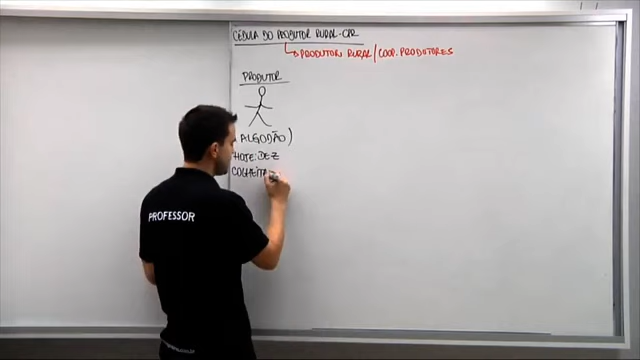 CÉDULA DO PRODUTOR RURAL-CPR
PRODUTOR RURAL/COOP. PRODUTORES
PRODUTOR
ALGODÃO)
HOJE: DEZ
COLHEITA
PROFESSOR